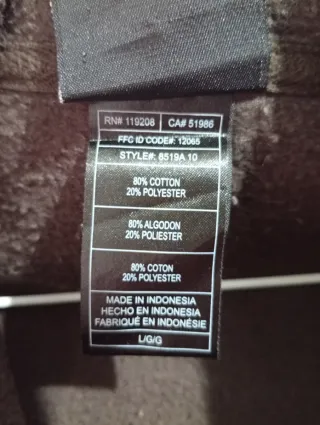 RN# 119208 CA# 51986
FFC ID CODE#: 12065
STYLE#: 8519A 10
80% COTTON
20% POLYESTER
80% ALGODON
20% POLIESTER
80% COTON
20% POLYESTER
MADE IN INDONESIA
HECHO EN INDONESIA
FABRIQUÉ EN INDONÉSIE
L/G/G